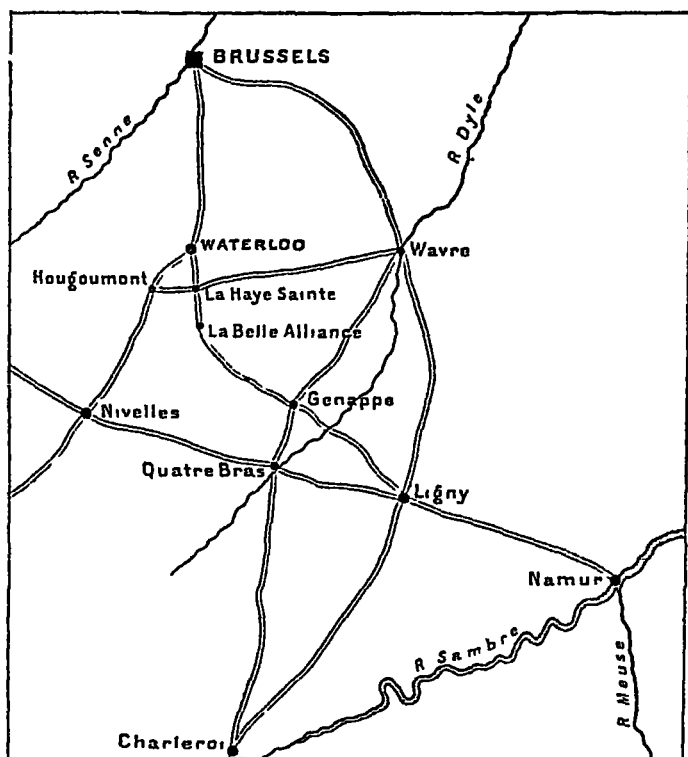 BRUSSELS
R Senne
R Dyle
WATERLOO
Wavre
Hougoumont
La Haye Sainte
La Belle Alliance
Genappe
Nivelles
Quatre Bras
Ligny
Namur
R Sambre
R Meuse
Charleroi